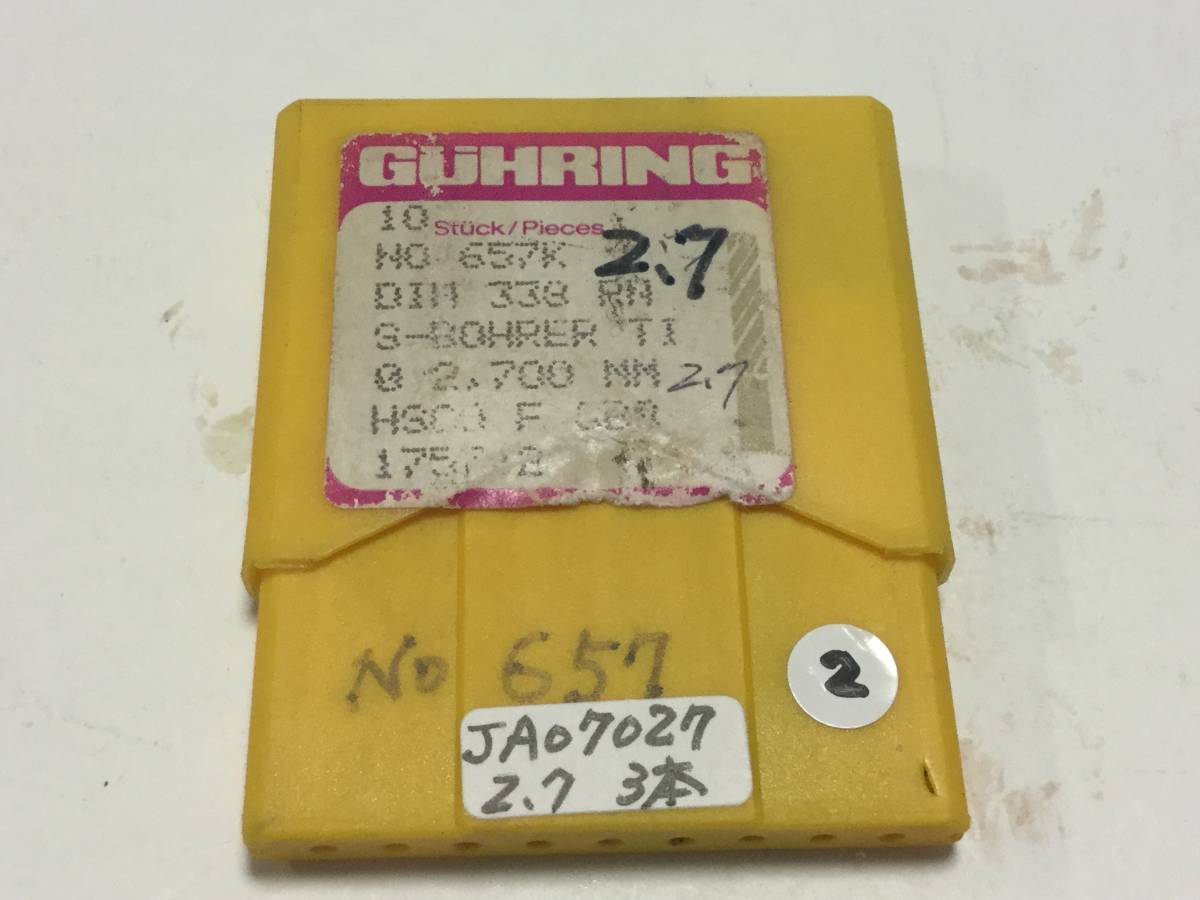 GÜHRING
10 Stück/Pieces
NO 657K 2.7
DIN 338 RN
G-BOHRER TI
Ø 2.700 MM 2.7
No 657
2
JA07027
2.7 3本